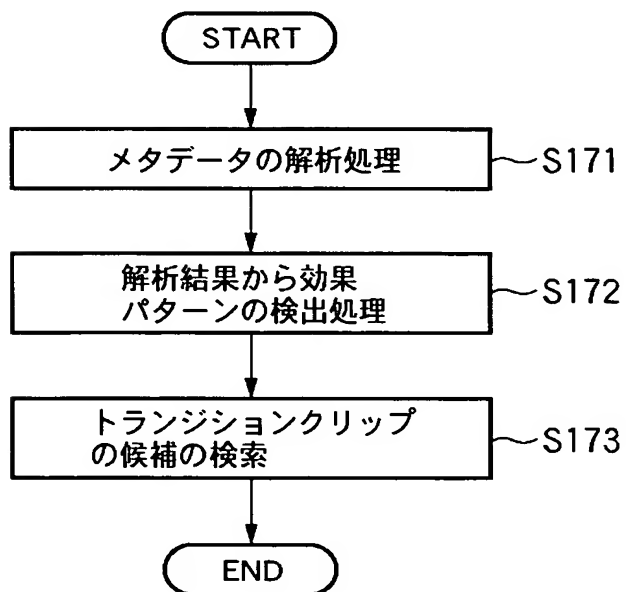 START
メタデータの解析処理
S171
解析結果から効果
パターンの検出処理
S172
トランジションクリップ
の候補の検索
S173
END